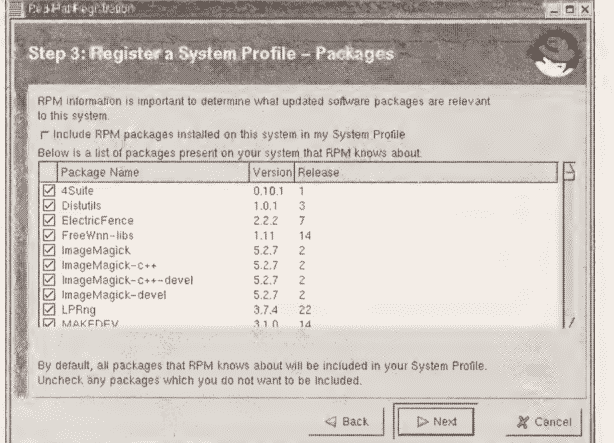 Red Hat Registration
Step 3: Register a System Profile – Packages
RPM information is important to determine what updated software packages are relevant
to this system.
Include RPM packages installed on this system in my System Profile
Below is a list of packages present on your system that RPM knows about.
Package Name Version Release
4Suite 0.10.1 1
Distutils 1.0.1 3
ElectricFence 2.2.2 7
FreeWnn-libs 1.11 14
ImageMagick 5.2.7 2
ImageMagick-c++ 5.2.7 2
ImageMagick-c++-devel 5.2.7 2
ImageMagick-devel 5.2.7 2
LPRng 3.7.4 22
MAKEDEV 3.1.0 14
By default, all packages that RPM knows about will be included in your System Profile.
Uncheck any packages which you do not want to be included.
Back Next Cancel